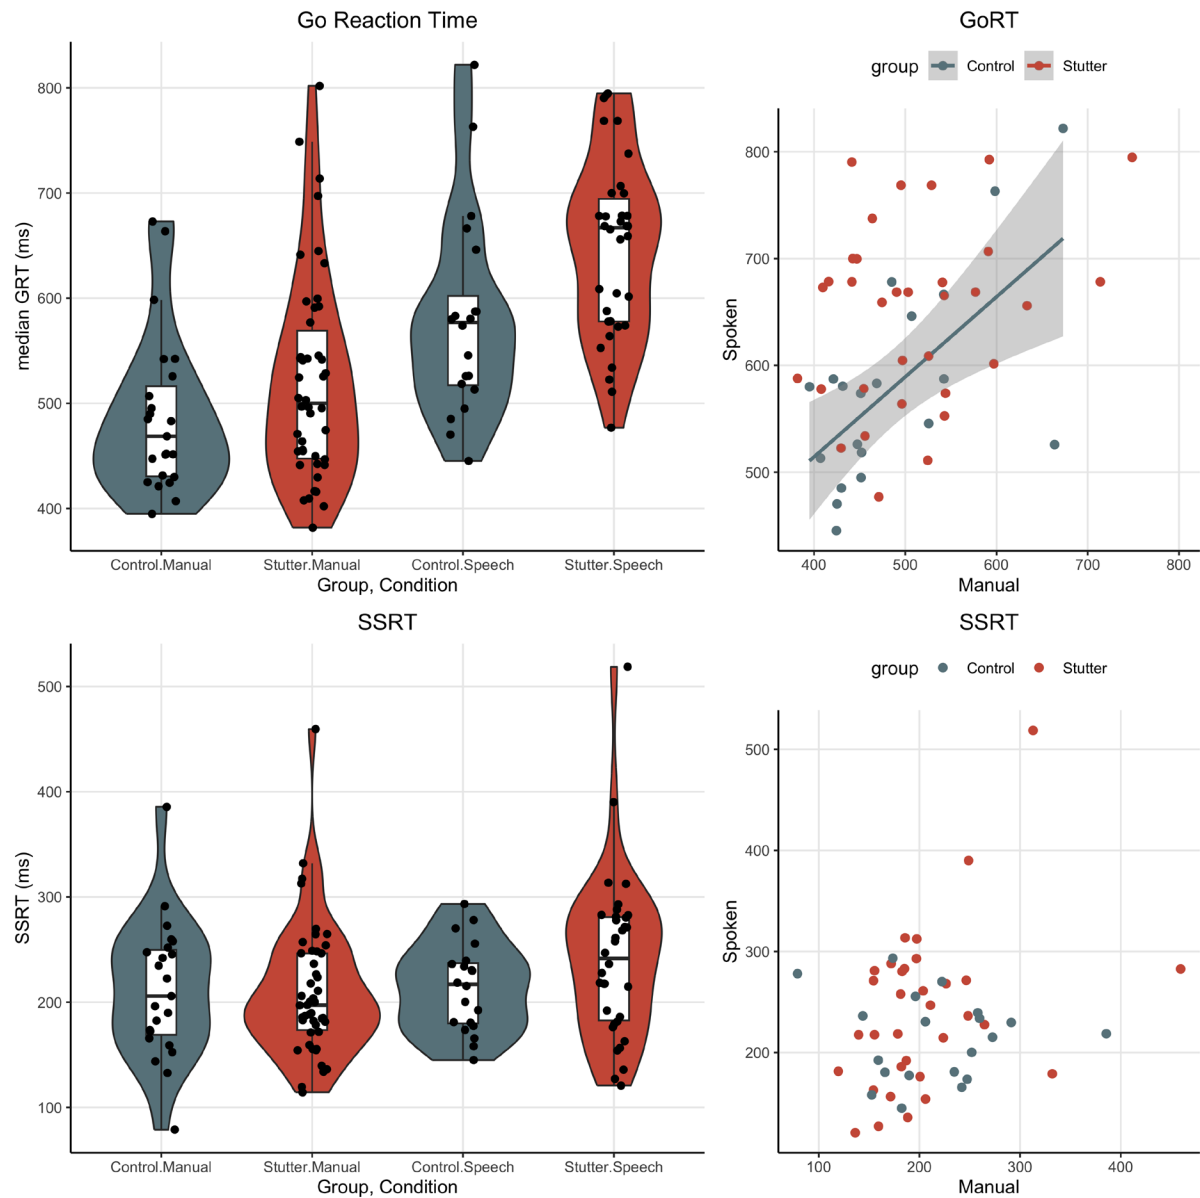 Go Reaction Time
median GRT (ms)
800
700
600
500
400
Control.Manual Stutter.Manual Control.Speech Stutter.Speech
Group, Condition
GoRT
group Control Stutter
Spoken
800
700
600
500
400 500 600 700 800
Manual
SSRT
SSRT (ms)
500
400
300
200
100
Control.Manual Stutter.Manual Control.Speech Stutter.Speech
Group, Condition
SSRT
group Control Stutter
Spoken
500
400
300
200
100 200 300 400
Manual